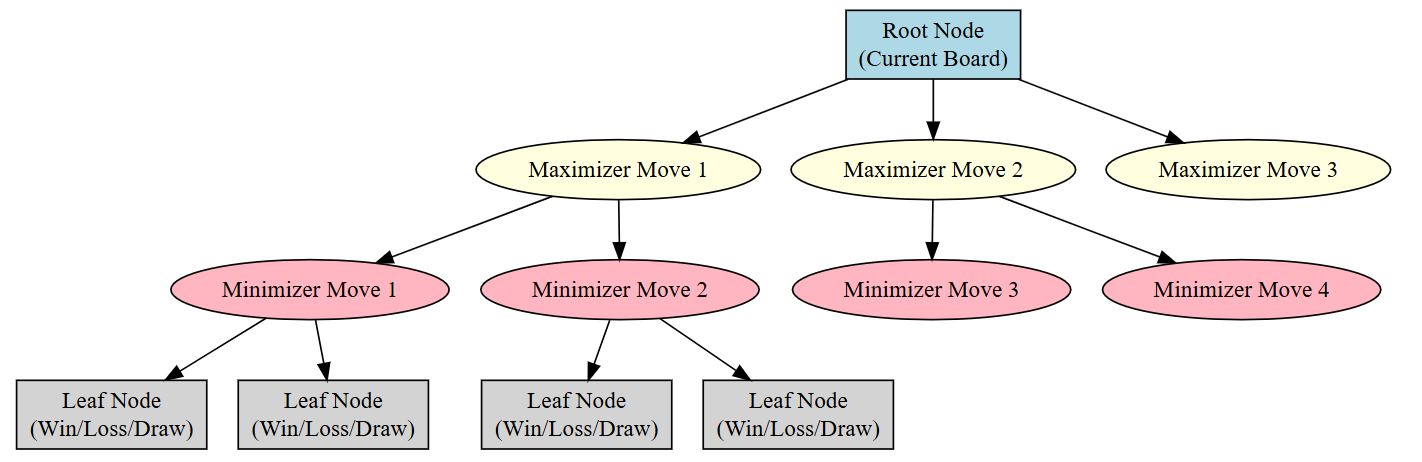 Root Node
(Current Board)
Maximizer Move 1
Maximizer Move 2
Maximizer Move 3
Minimizer Move 1
Minimizer Move 2
Minimizer Move 3
Minimizer Move 4
Leaf Node
(Win/Loss/Draw)
Leaf Node
(Win/Loss/Draw)
Leaf Node
(Win/Loss/Draw)
Leaf Node
(Win/Loss/Draw)